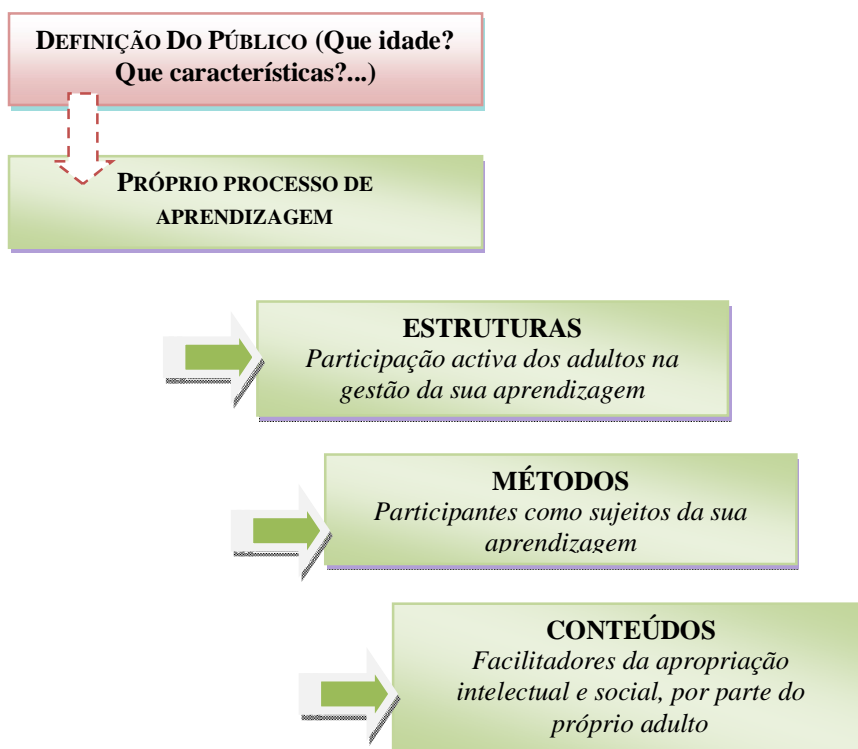 DEFINIÇÃO DO PÚBLICO (Que idade?
Que características?...)
PRÓPRIO PROCESSO DE
APRENDIZAGEM
ESTRUTURAS
Participação activa dos adultos na
gestão da sua aprendizagem
MÉTODOS
Participantes como sujeitos da sua
aprendizagem
CONTEÚDOS
Facilitadores da apropriação
intelectual e social, por parte do
próprio adulto